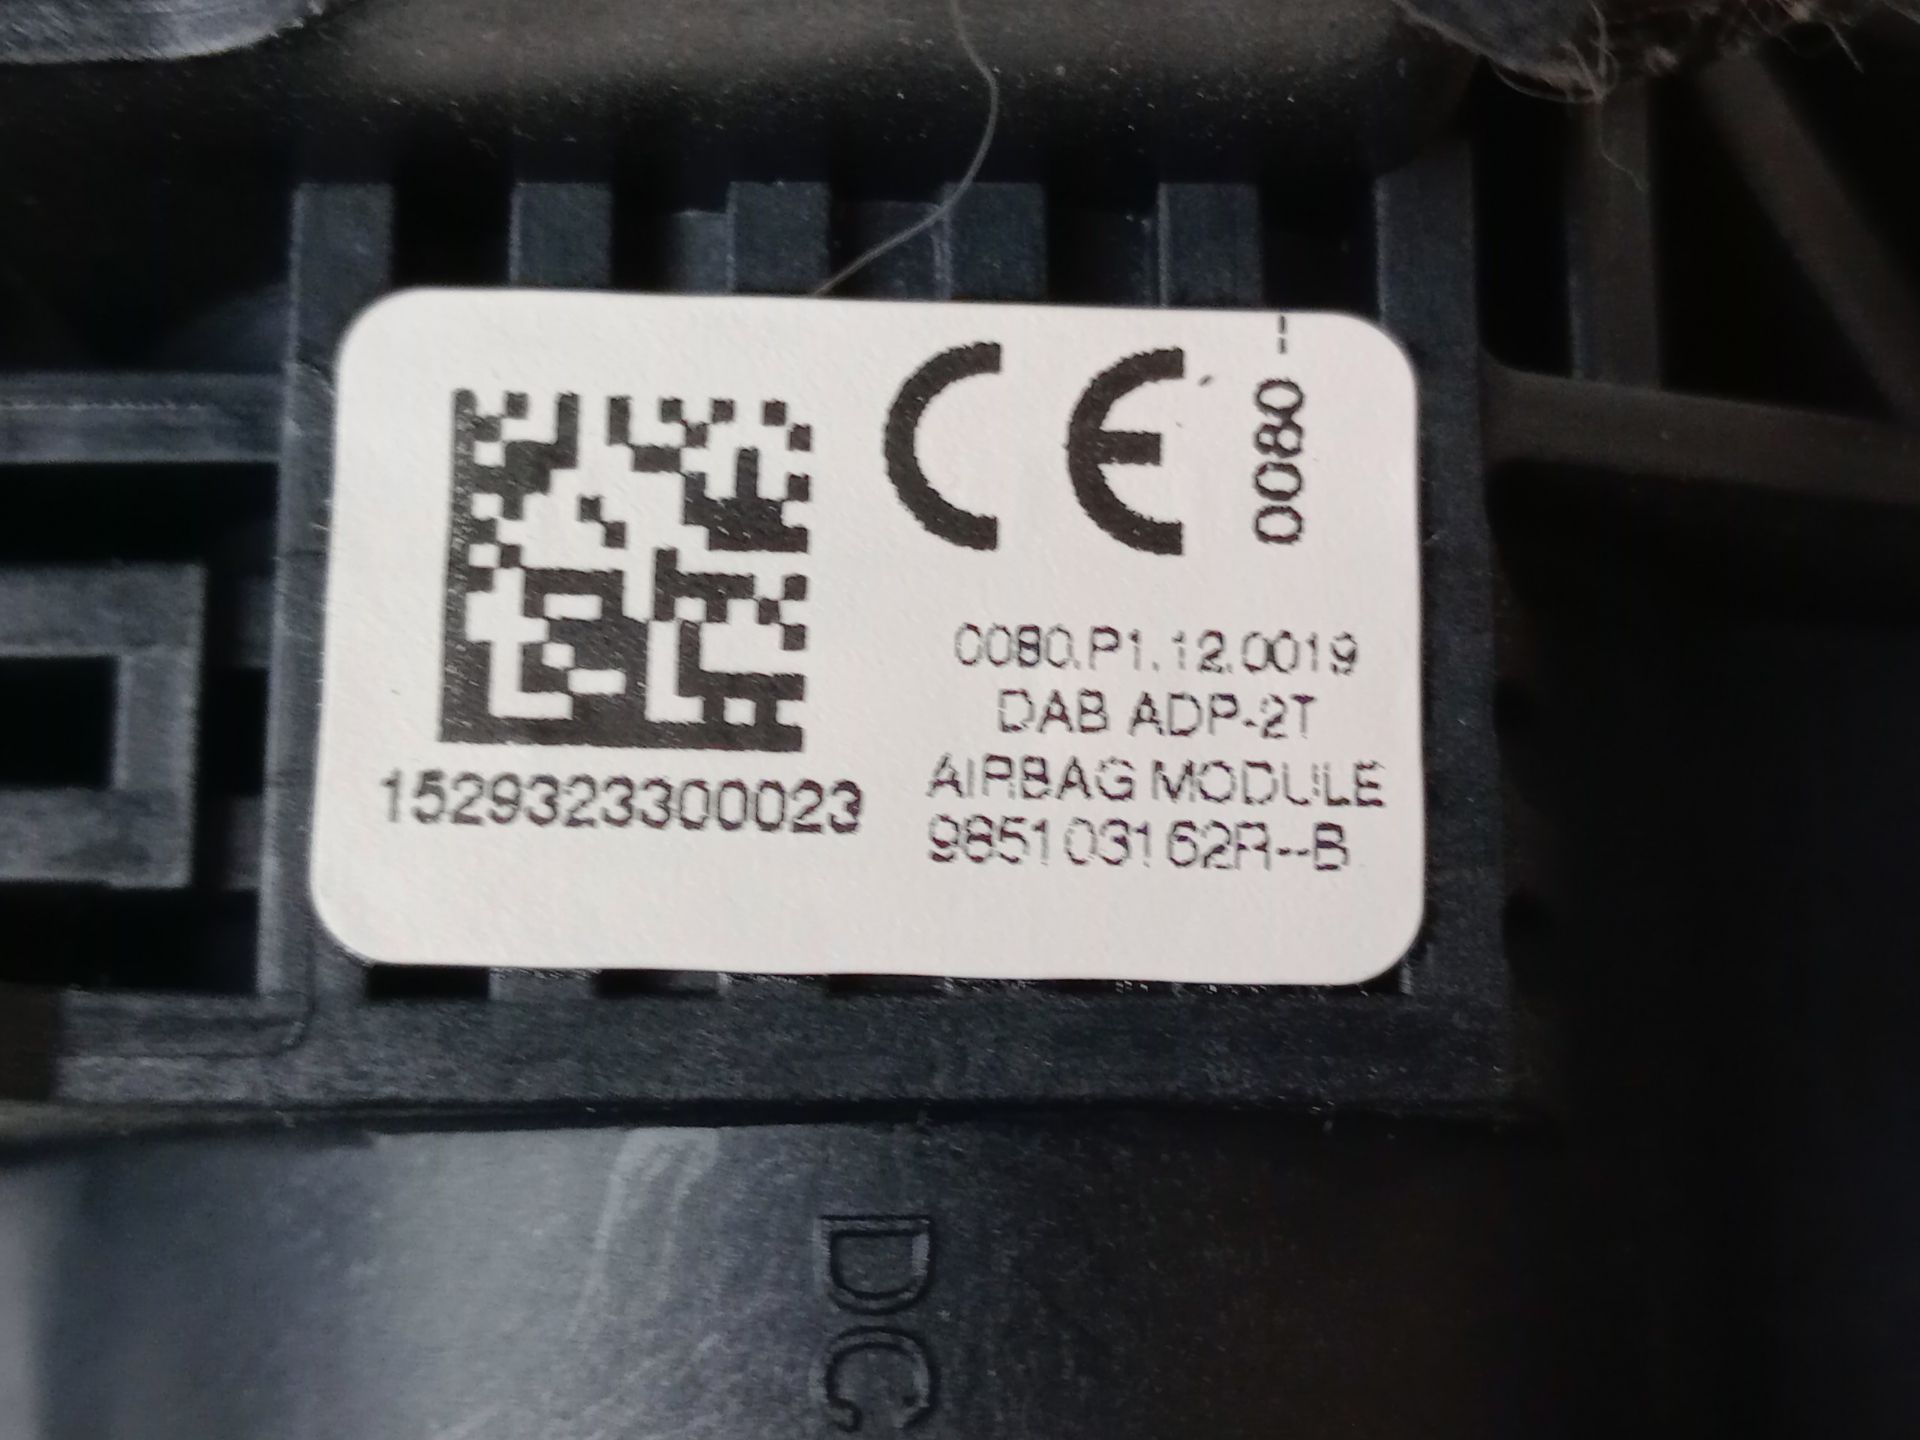 CE
0080 --
0080.P1.12.0019
DAB ADP-2T
AIRBAG MODULE
985103162R--B
1529323300023
DC